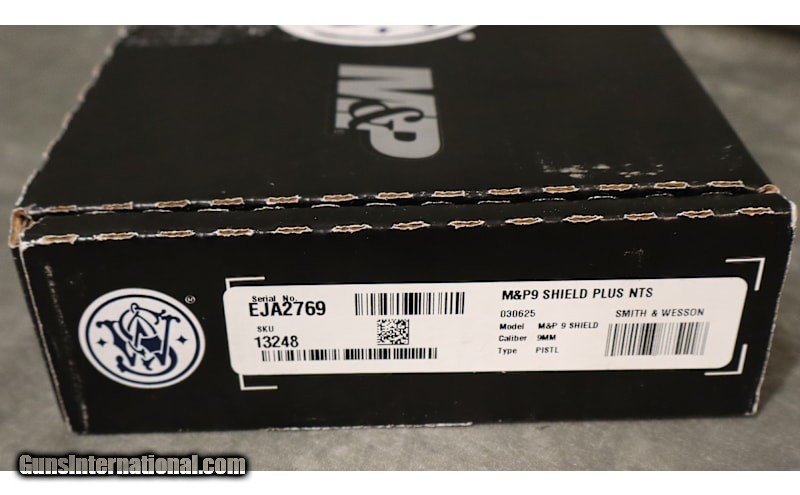 M&P
Serial No.
EJA2769
SKU
13248
M&P9 SHIELD PLUS NTS
030625 SMITH & WESSON
Model M&P 9 SHIELD
Caliber 9MM
Type PISTL
SW
®
GunsInternational.com